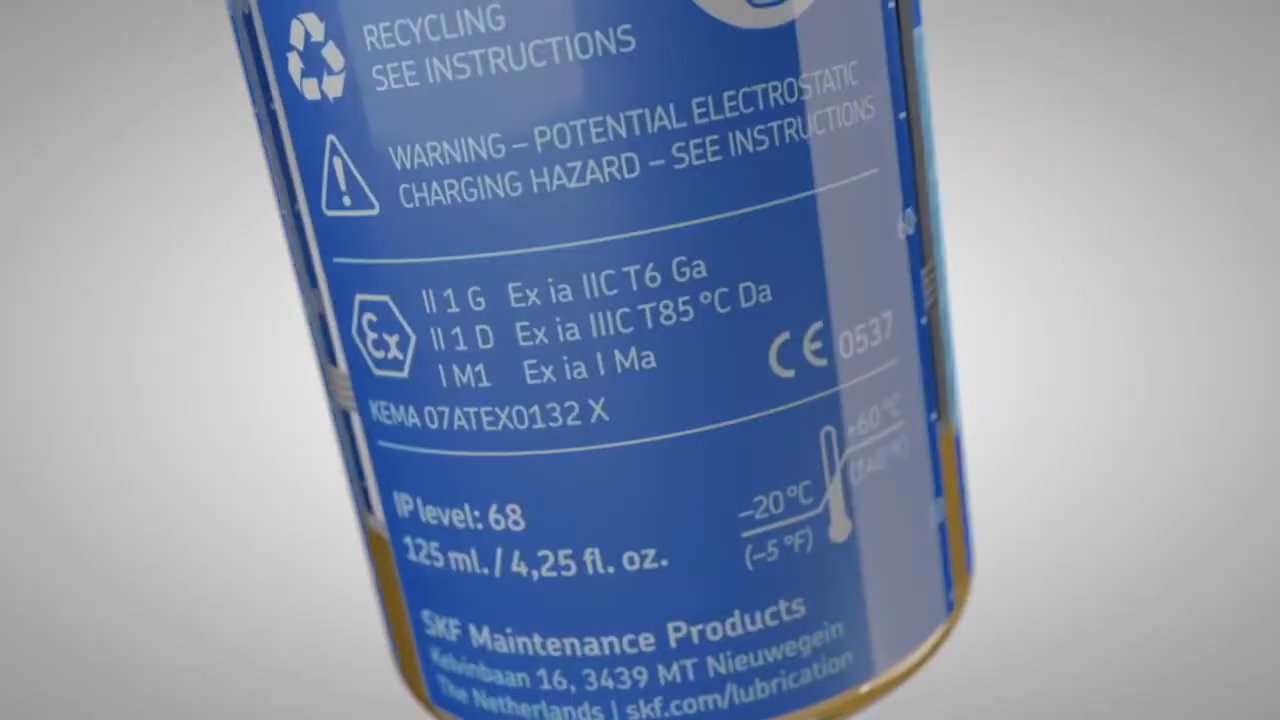 RECYCLING
SEE INSTRUCTIONS
WARNING – POTENTIAL ELECTROSTATIC
CHARGING HAZARD – SEE INSTRUCTIONS
Ex
II 1 G Ex ia IIC T6 Ga
II 1 D Ex ia IIIC T85 °C Da
I M1 Ex ia I Ma
CE 0537
KEMA 07ATEX0132 X
+60 °C
–20 °C
(–5 °F)
IP level: 68
125 ml. / 4,25 fl. oz.
SKF Maintenance Products
Kelvinbaan 16, 3439 MT Nieuwegein
The Netherlands | skf.com/lubrication